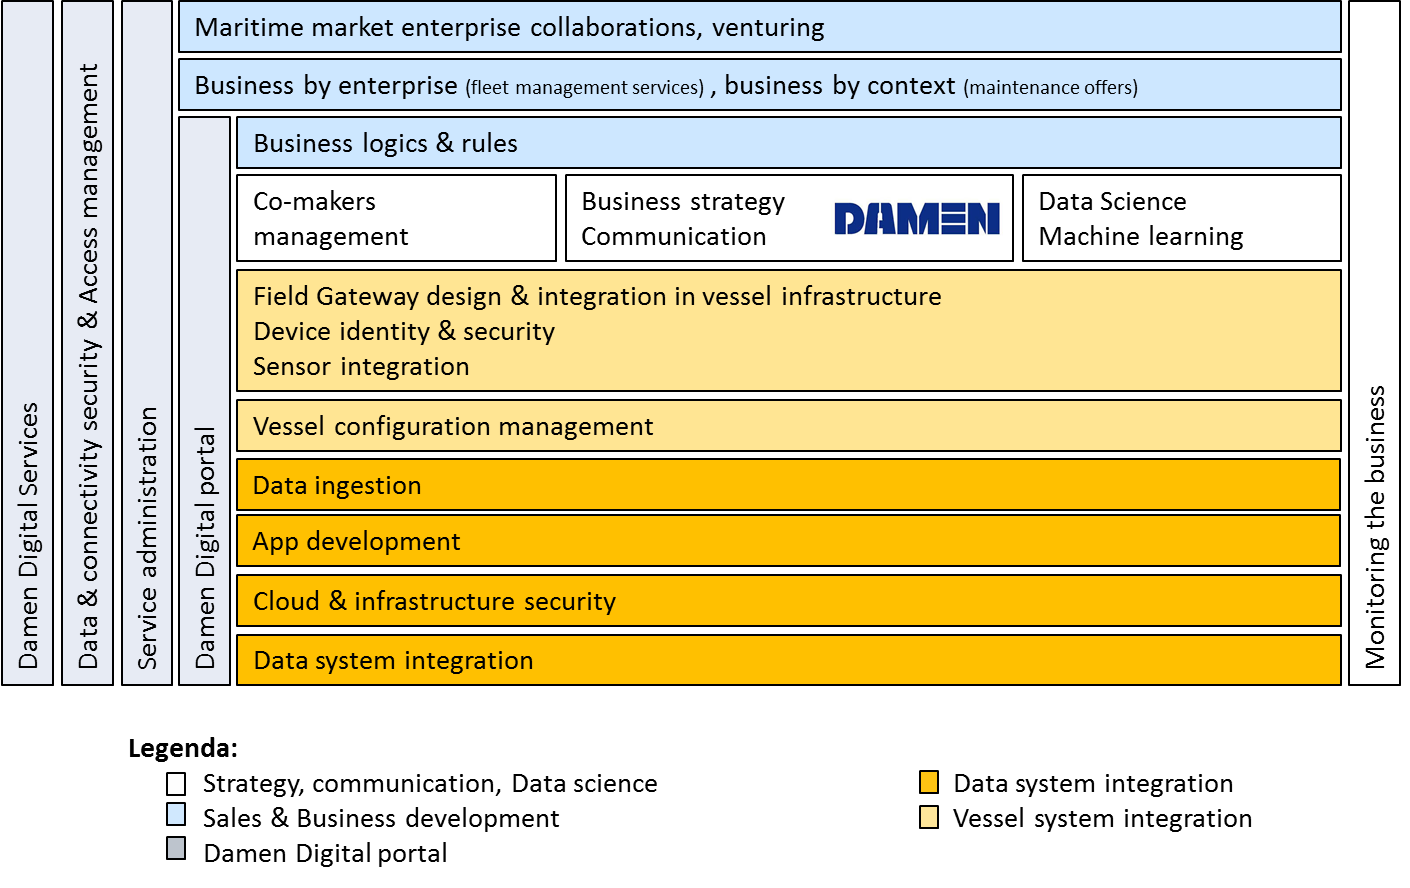 Maritime market enterprise collaborations, venturing
Business by enterprise (fleet management services) , business by context (maintenance offers)
Business logics & rules
Co-makers
management
Business strategy
Communication
DAMEN
Data Science
Machine learning
Field Gateway design & integration in vessel infrastructure
Device identity & security
Sensor integration
Vessel configuration management
Data ingestion
App development
Cloud & infrastructure security
Data system integration
Damen Digital Services
Data & connectivity security & Access management
Service administration
Damen Digital portal
Monitoring the business
Legenda:
Strategy, communication, Data science
Sales & Business development
Damen Digital portal
Data system integration
Vessel system integration